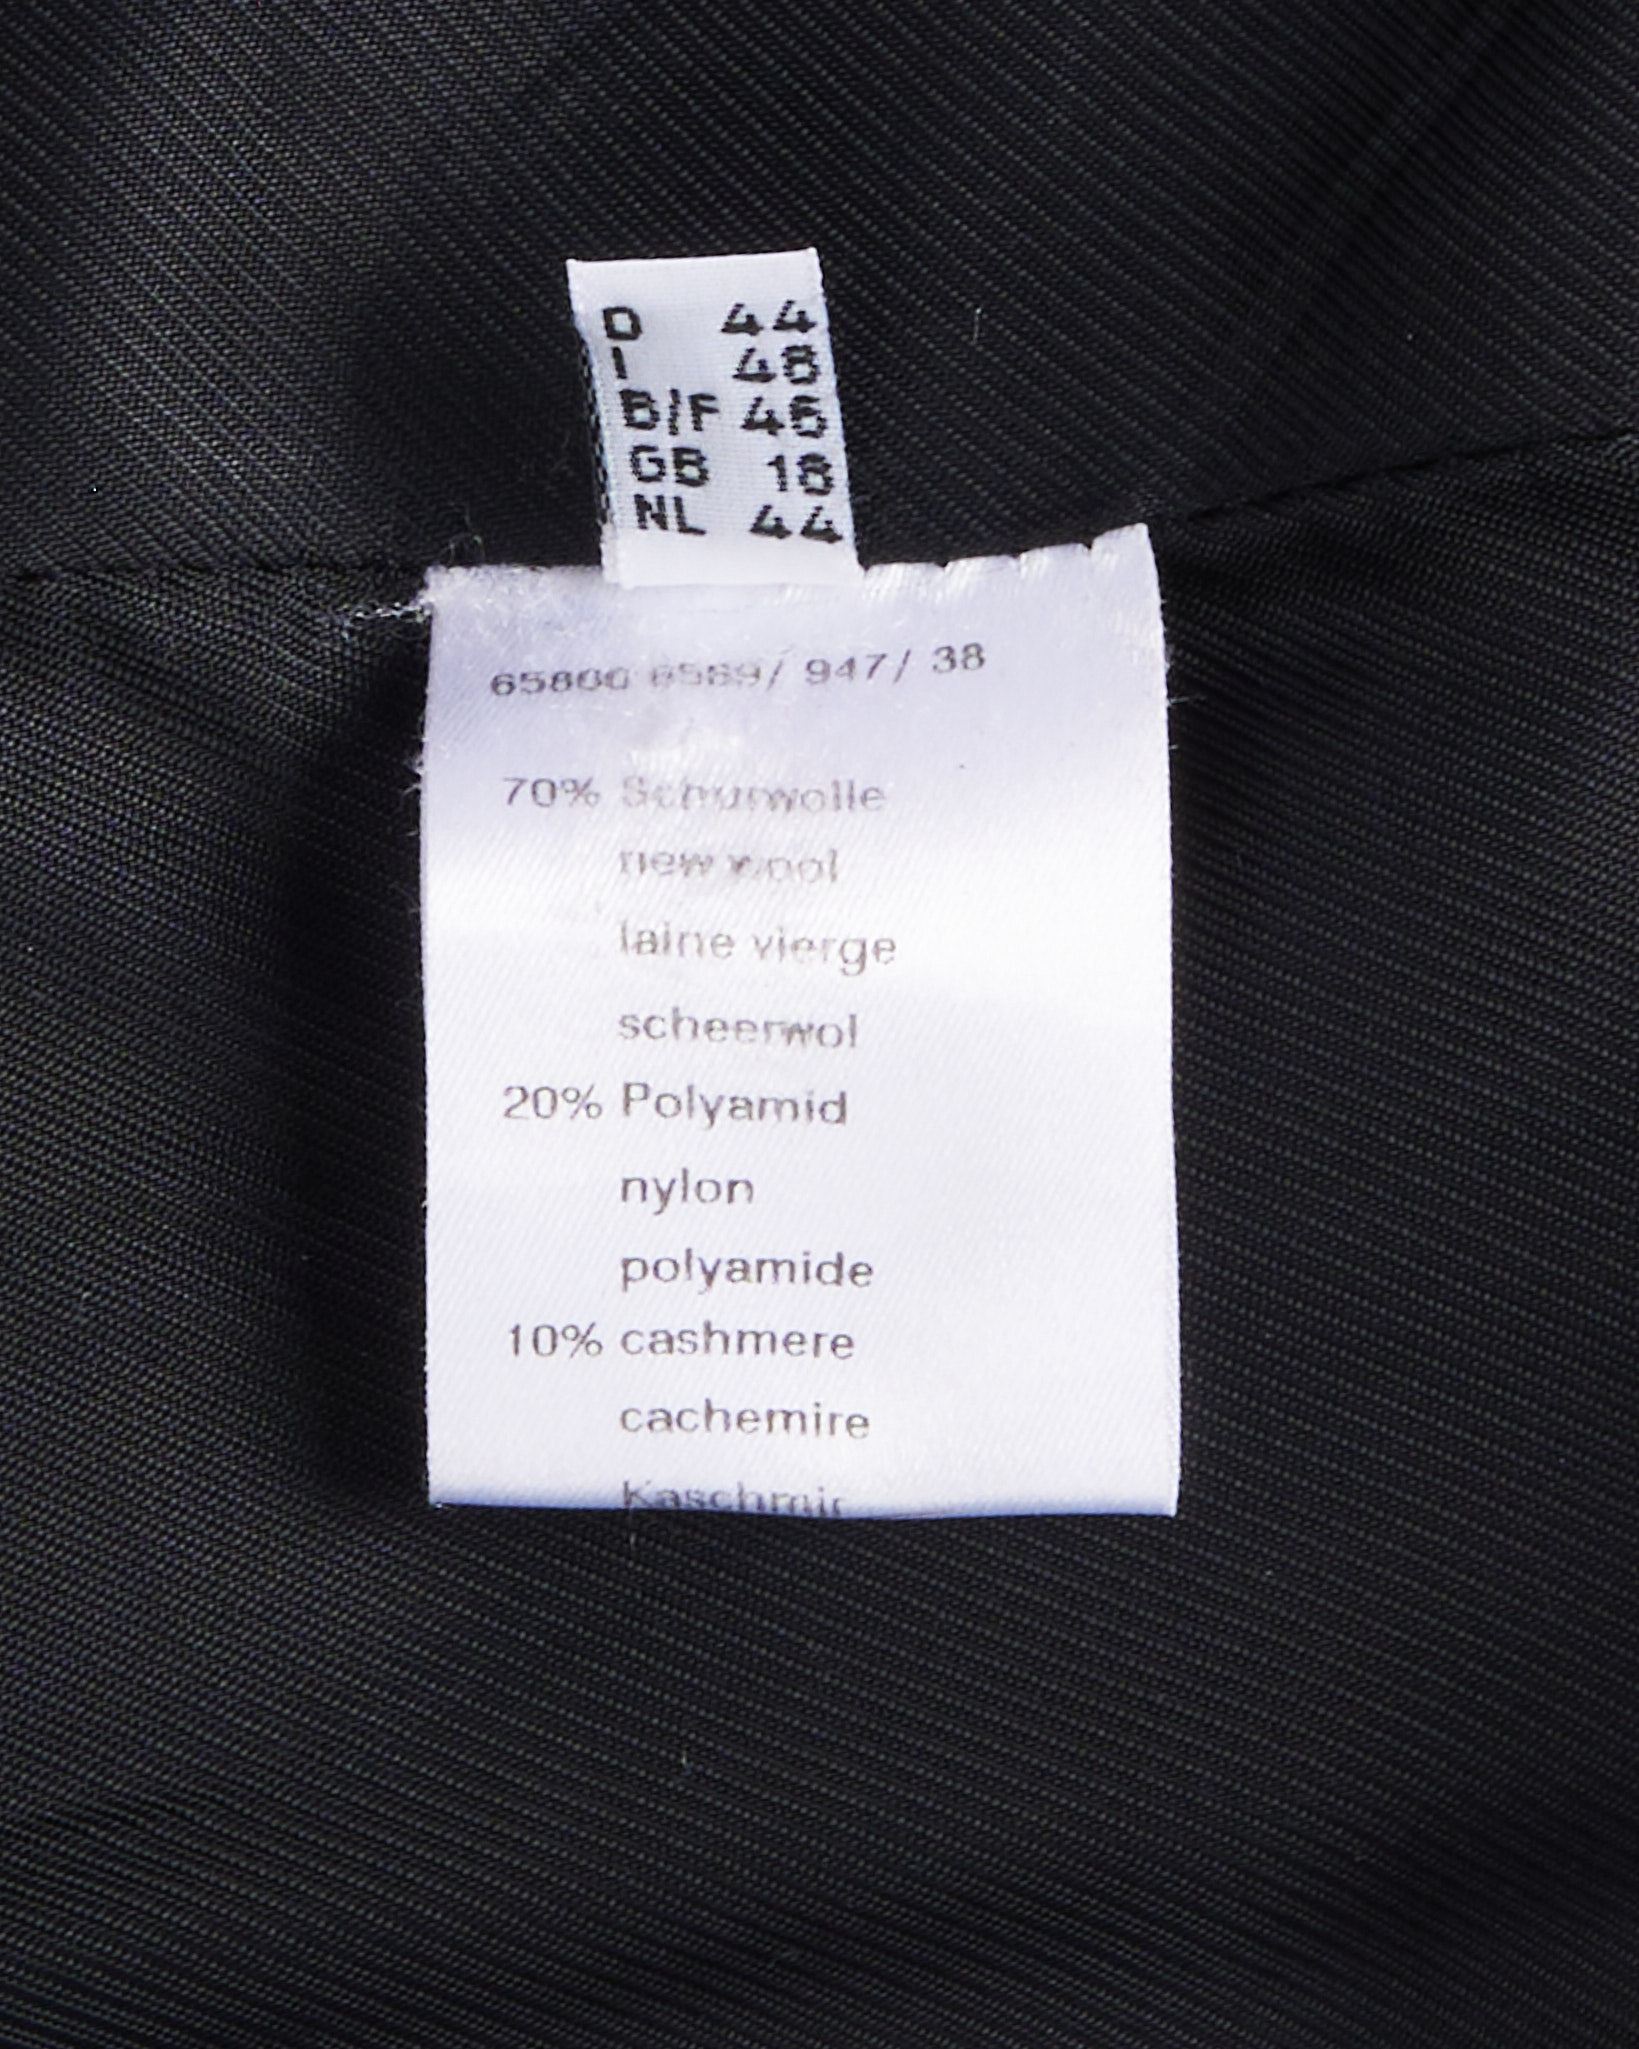 D 44
I 48
B/F 46
GB 18
NL 44
65800 6589/ 947/ 38
70% Schurwolle
new wool
laine vierge
scheerwol
20% Polyamid
nylon
polyamide
10% cashmere
cachemire
Kaschmir